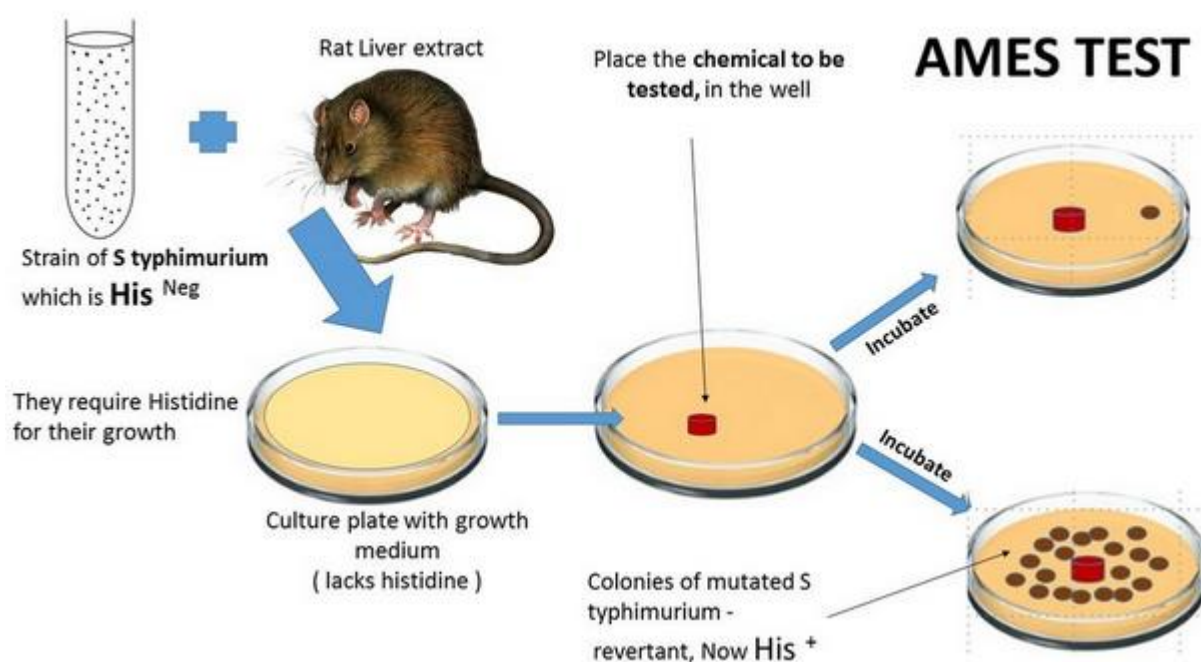 AMES TEST
Rat Liver extract
Place the chemical to be
tested, in the well
Strain of S typhimurium
which is His Neg
They require Histidine
for their growth
Culture plate with growth
medium
( lacks histidine )
Incubate
Incubate
Colonies of mutated S
typhimurium -
revertant, Now His +